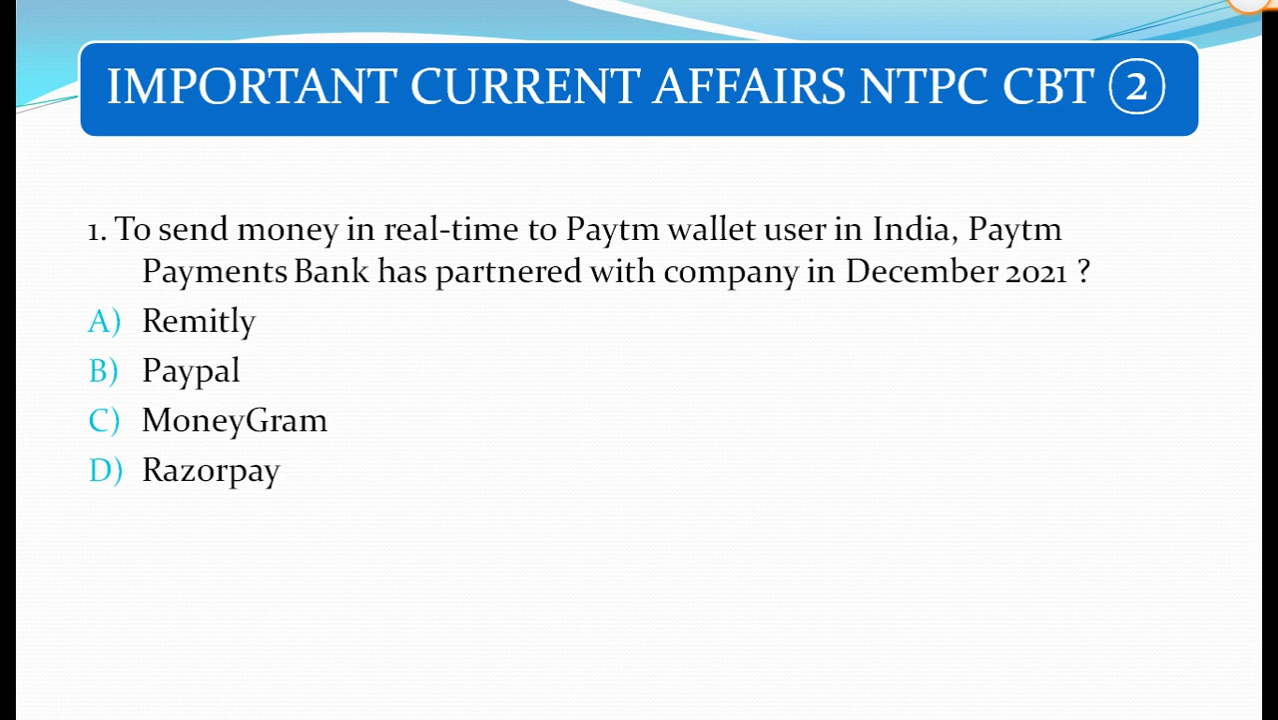 IMPORTANT CURRENT AFFAIRS NTPC CBT ②
1. To send money in real-time to Paytm wallet user in India, Paytm
Payments Bank has partnered with company in December 2021 ?
A) Remitly
B) Paypal
C) MoneyGram
D) Razorpay